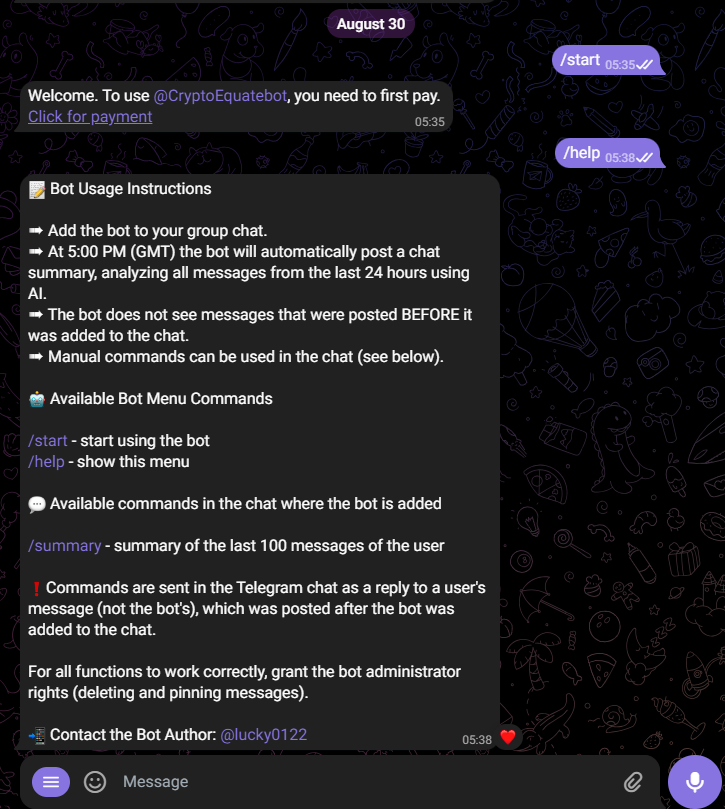 August 30
/start 05:35
Welcome. To use @CryptoEquatebot, you need to first pay.
Click for payment 05:35
/help 05:38
📝 Bot Usage Instructions
➟ Add the bot to your group chat.
➟ At 5:00 PM (GMT) the bot will automatically post a chat
summary, analyzing all messages from the last 24 hours using
AI.
➟ The bot does not see messages that were posted BEFORE it
was added to the chat.
➟ Manual commands can be used in the chat (see below).
🤖 Available Bot Menu Commands
/start - start using the bot
/help - show this menu
💬 Available commands in the chat where the bot is added
/summary - summary of the last 100 messages of the user
❗ Commands are sent in the Telegram chat as a reply to a user's
message (not the bot's), which was posted after the bot was
added to the chat.
For all functions to work correctly, grant the bot administrator
rights (deleting and pinning messages).
📲 Contact the Bot Author: @lucky0122 05:38 ❤️
Message